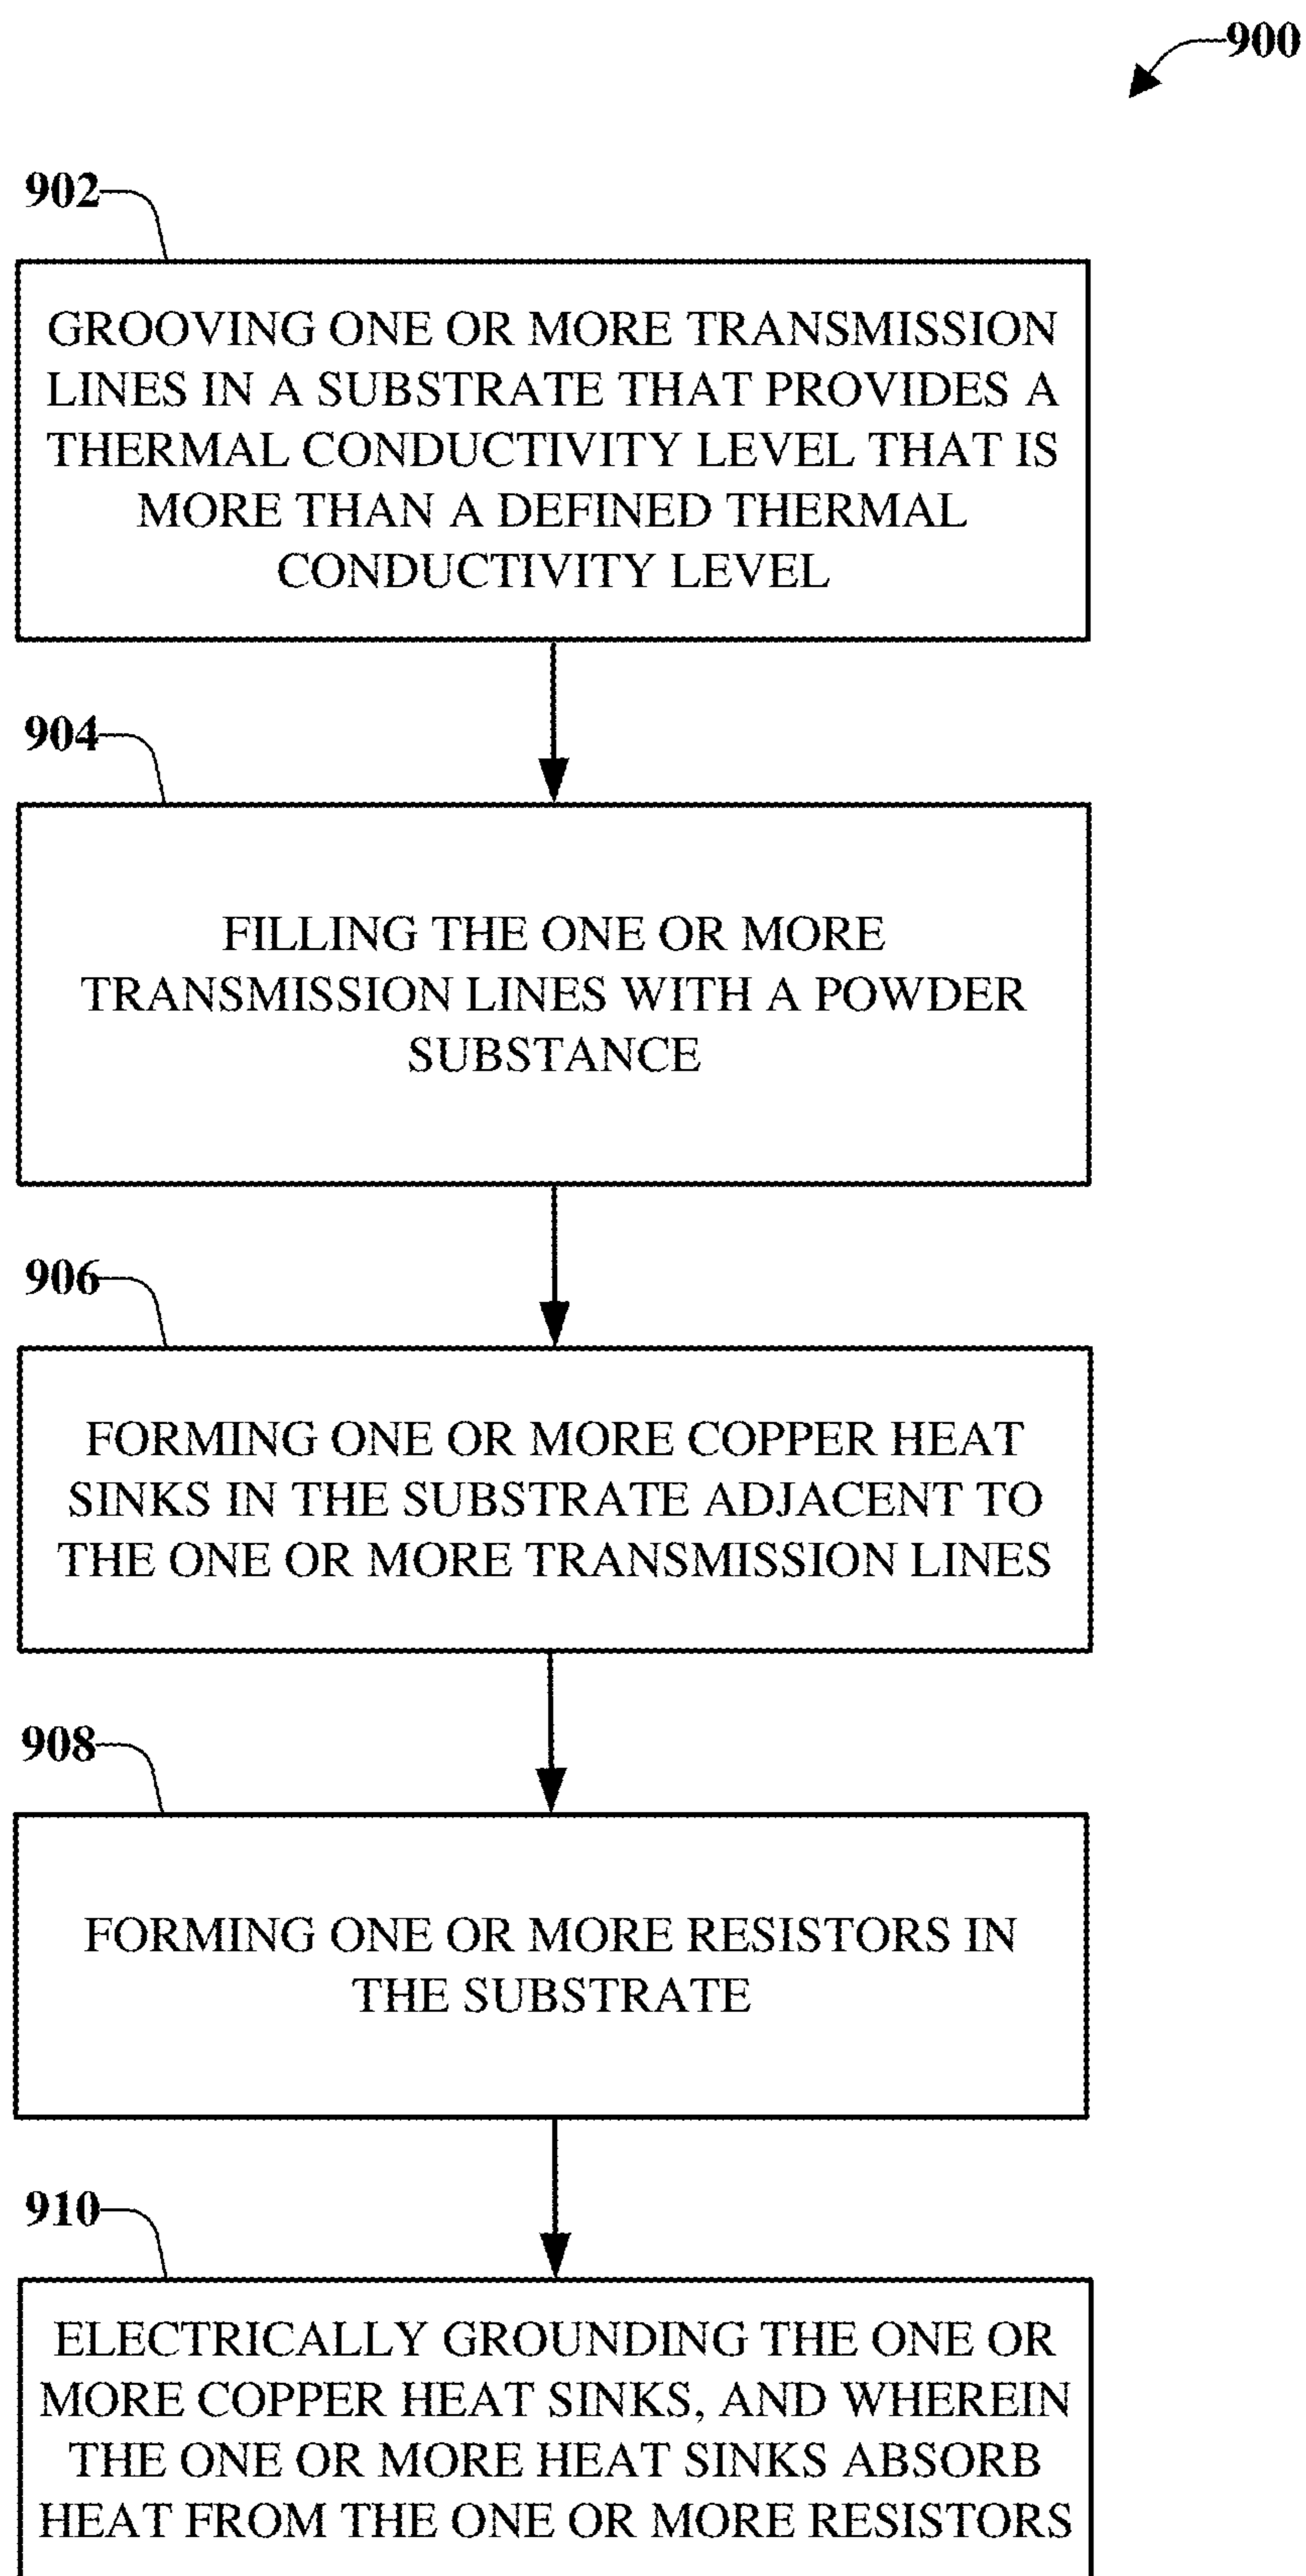 900
902
GROOVING ONE OR MORE TRANSMISSION
LINES IN A SUBSTRATE THAT PROVIDES A
THERMAL CONDUCTIVITY LEVEL THAT IS
MORE THAN A DEFINED THERMAL
CONDUCTIVITY LEVEL
904
FILLING THE ONE OR MORE
TRANSMISSION LINES WITH A POWDER
SUBSTANCE
906
FORMING ONE OR MORE COPPER HEAT
SINKS IN THE SUBSTRATE ADJACENT TO
THE ONE OR MORE TRANSMISSION LINES
908
FORMING ONE OR MORE RESISTORS IN
THE SUBSTRATE
910
ELECTRICALLY GROUNDING THE ONE OR
MORE COPPER HEAT SINKS, AND WHEREIN
THE ONE OR MORE HEAT SINKS ABSORB
HEAT FROM THE ONE OR MORE RESISTORS